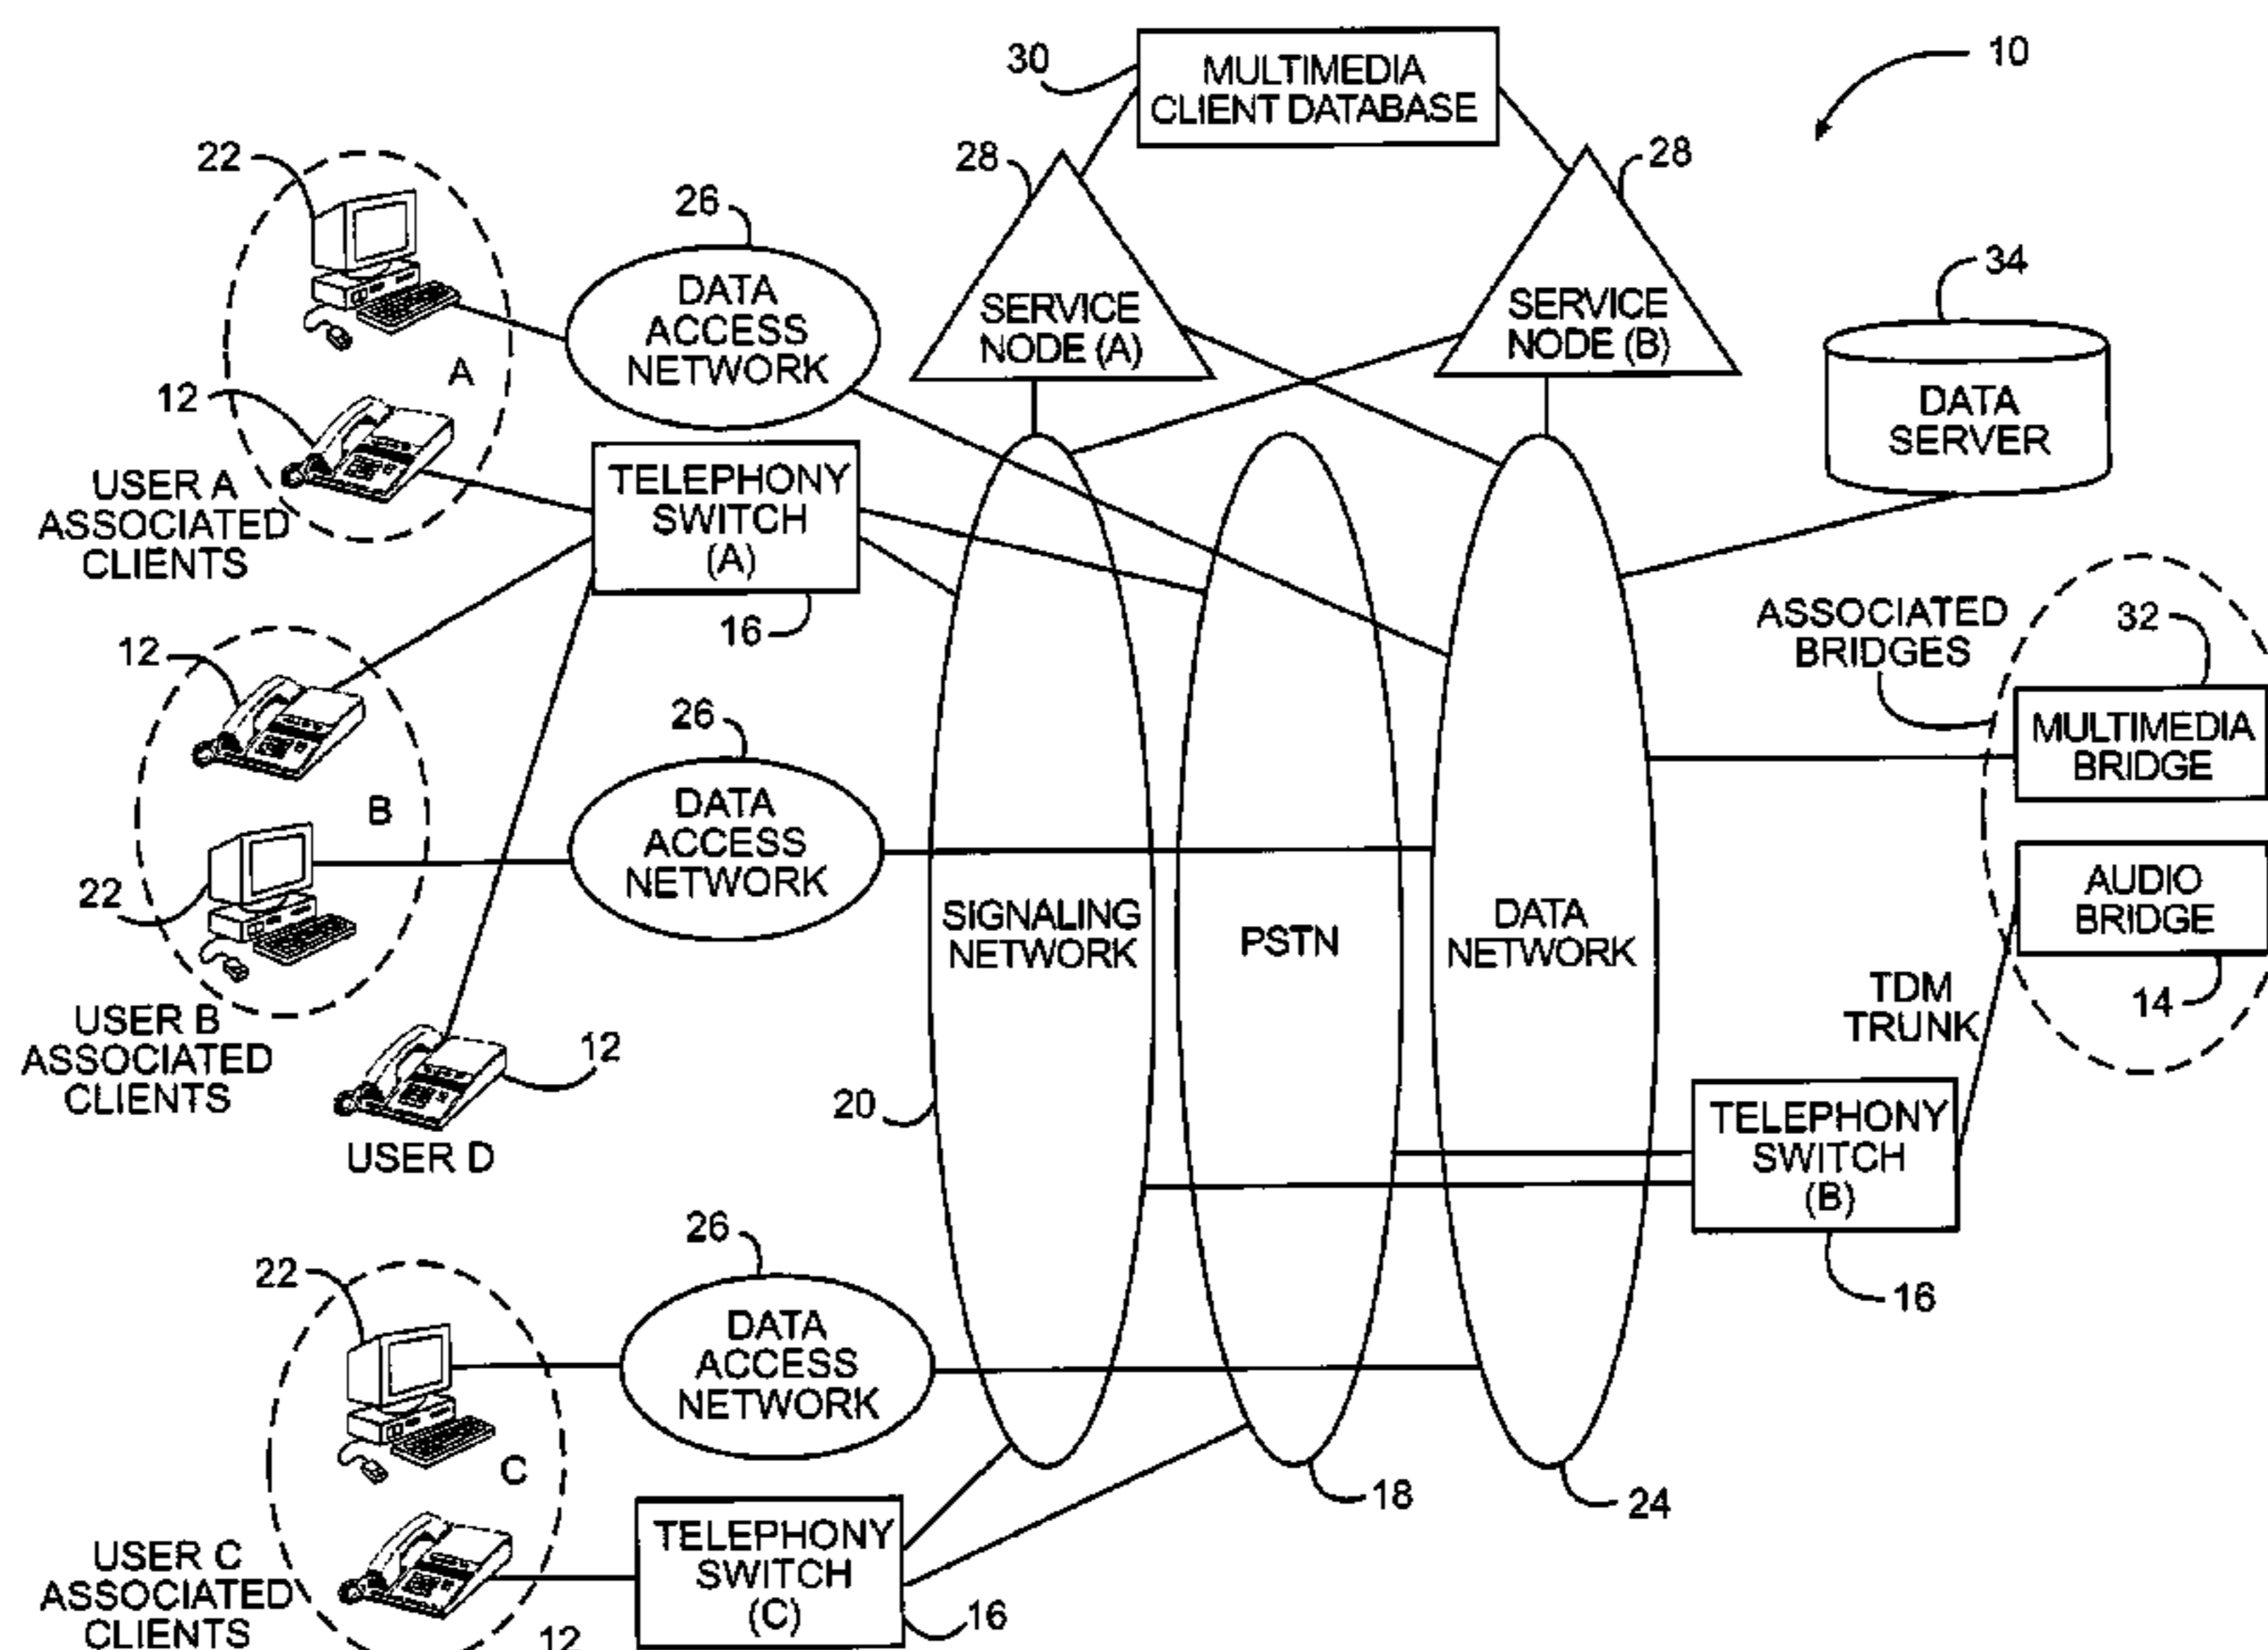 10
30
MULTIMEDIA
CLIENT DATABASE
28
28
22
26
34
DATA
ACCESS
NETWORK
SERVICE
NODE (A)
SERVICE
NODE (B)
A
12
DATA
SERVER
USER A
ASSOCIATED
CLIENTS
TELEPHONY
SWITCH
(A)
16
ASSOCIATED
BRIDGES
32
12
26
MULTIMEDIA
BRIDGE
B
DATA
ACCESS
NETWORK
22
AUDIO
BRIDGE
SIGNALING
NETWORK
PSTN
DATA
NETWORK
14
TDM
TRUNK
USER B
ASSOCIATED
CLIENTS
12
USER D
20
TELEPHONY
SWITCH
(B)
16
26
22
DATA
ACCESS
NETWORK
C
18
24
USER C
ASSOCIATED
CLIENTS
TELEPHONY
SWITCH
(C)
16
12